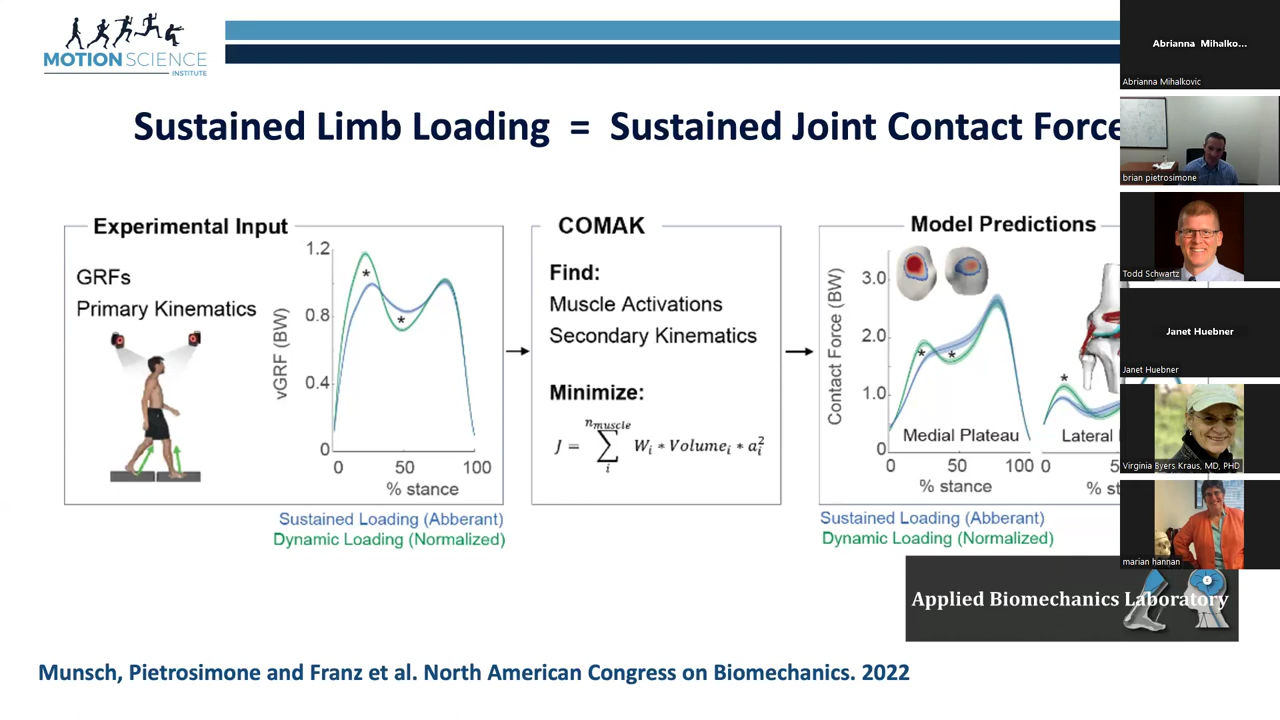 MOTION SCIENCE
INSTITUTE
Sustained Limb Loading = Sustained Joint Contact Force
Experimental Input
GRFs
Primary Kinematics
vGRF (BW)
1.2
0.8
0.4
0
*
*
0 50 100
% stance
Sustained Loading (Abberant)
Dynamic Loading (Normalized)
COMAK
Find:
Muscle Activations
Secondary Kinematics
Minimize:
J = ∑ᵢⁿᵐᵘˢᶜˡᵉ Wᵢ * Volumeᵢ * aᵢ²
Model Predictions
Contact Force (BW)
3.0
2.0
1.0
0
*
*
*
Medial Plateau
Lateral
0 50 100 0
% stance
Sustained Loading (Abberant)
Dynamic Loading (Normalized)
Applied Biomechanics Laboratory
Munsch, Pietrosimone and Franz et al. North American Congress on Biomechanics. 2022
Abrianna Mihalko...
Abrianna Mihalkovic
brian pietrosimone
Todd Schwartz
Janet Huebner
Janet Huebner
Virginia Byers Kraus, MD, PHD
marian hannan